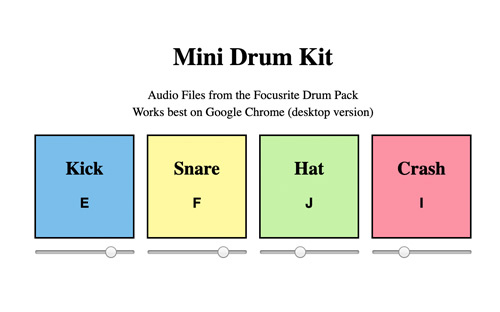 Mini Drum Kit
Audio Files from the Focusrite Drum Pack
Works best on Google Chrome (desktop version)
Kick Snare Hat Crash
E F J I